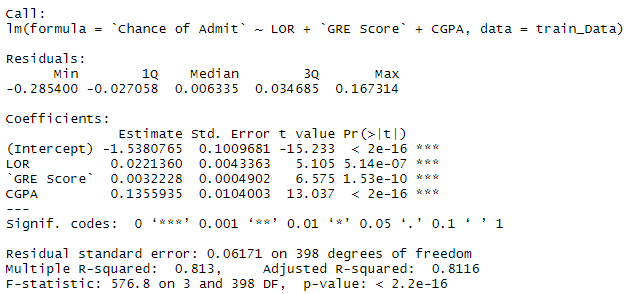 Call:
lm(formula = `Chance of Admit` ~ LOR + `GRE Score` + CGPA, data = train_Data)
Residuals:
Min 1Q Median 3Q Max
-0.285400 -0.027058 0.006335 0.034685 0.167314
Coefficients:
Estimate Std. Error t value Pr(>|t|)
(Intercept) -1.5380765 0.1009681 -15.233 < 2e-16 ***
LOR 0.0221360 0.0043363 5.105 5.14e-07 ***
`GRE Score` 0.0032228 0.0004902 6.575 1.53e-10 ***
CGPA 0.1355935 0.0104003 13.037 < 2e-16 ***
---
Signif. codes: 0 ‘***’ 0.001 ‘**’ 0.01 ‘*’ 0.05 ‘.’ 0.1 ‘ ’ 1
Residual standard error: 0.06171 on 398 degrees of freedom
Multiple R-squared: 0.813, Adjusted R-squared: 0.8116
F-statistic: 576.8 on 3 and 398 DF, p-value: < 2.2e-16